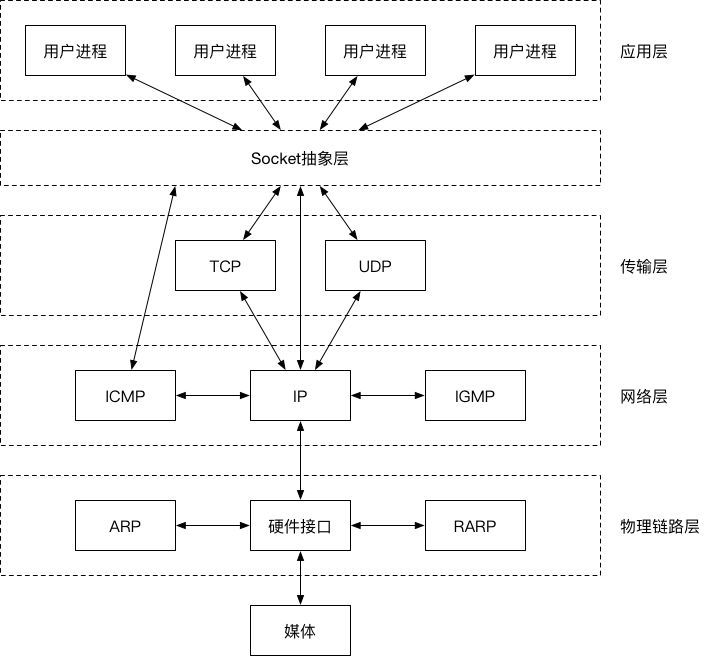 用户进程
用户进程
用户进程
用户进程
应用层
Socket抽象层
TCP
UDP
传输层
ICMP
IP
IGMP
网络层
ARP
硬件接口
RARP
物理链路层
媒体